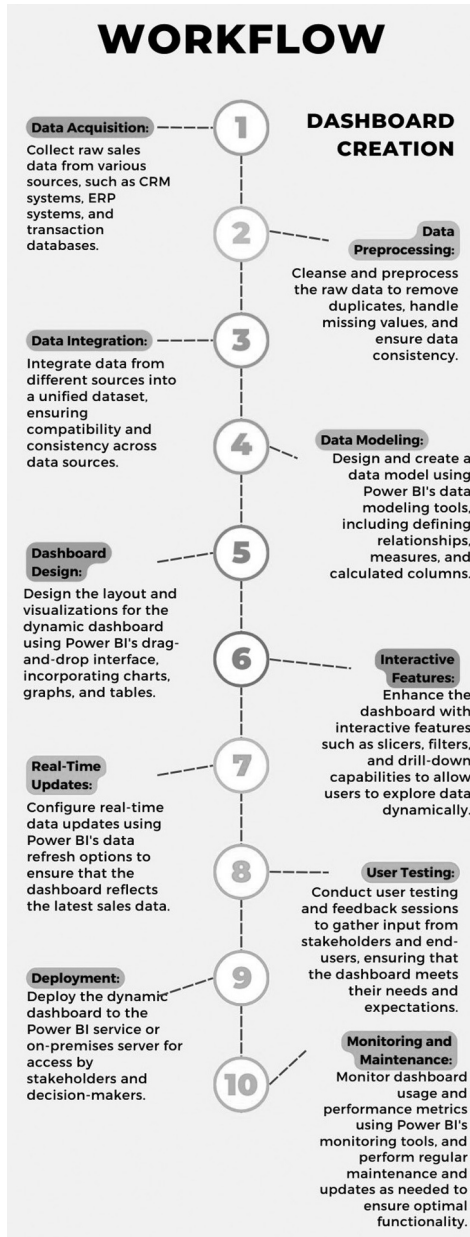 WORKFLOW
DASHBOARD
CREATION
1
Data Acquisition:
Collect raw sales
data from various
sources, such as CRM
systems, ERP
systems, and
transaction
databases.
2
Data
Preprocessing:
Cleanse and preprocess
the raw data to remove
duplicates, handle
missing values, and
ensure data
consistency.
3
Data Integration:
Integrate data from
different sources into
a unified dataset,
ensuring
compatibility and
consistency across
data sources.
4
Data Modeling:
Design and create a
data model using
Power BI's data
modeling tools,
including defining
relationships,
measures, and
calculated columns.
5
Dashboard
Design:
Design the layout and
visualizations for the
dynamic dashboard
using Power BI's drag-
and-drop interface,
incorporating charts,
graphs, and tables.
6
Interactive
Features:
Enhance the
dashboard with
interactive features
such as slicers, filters,
and drill-down
capabilities to allow
users to explore data
dynamically.
7
Real-Time
Updates:
Configure real-time
data updates using
Power BI's data
refresh options to
ensure that the
dashboard reflects
the latest sales data.
8
User Testing:
Conduct user testing
and feedback sessions
to gather input from
stakeholders and end-
users, ensuring that
the dashboard meets
their needs and
expectations.
9
Deployment:
Deploy the dynamic
dashboard to the
Power BI service or
on-premises server for
access by
stakeholders and
decision-makers.
10
Monitoring and
Maintenance:
Monitor dashboard
usage and
performance metrics
using Power BI's
monitoring tools, and
perform regular
maintenance and
updates as needed to
ensure optimal
functionality.